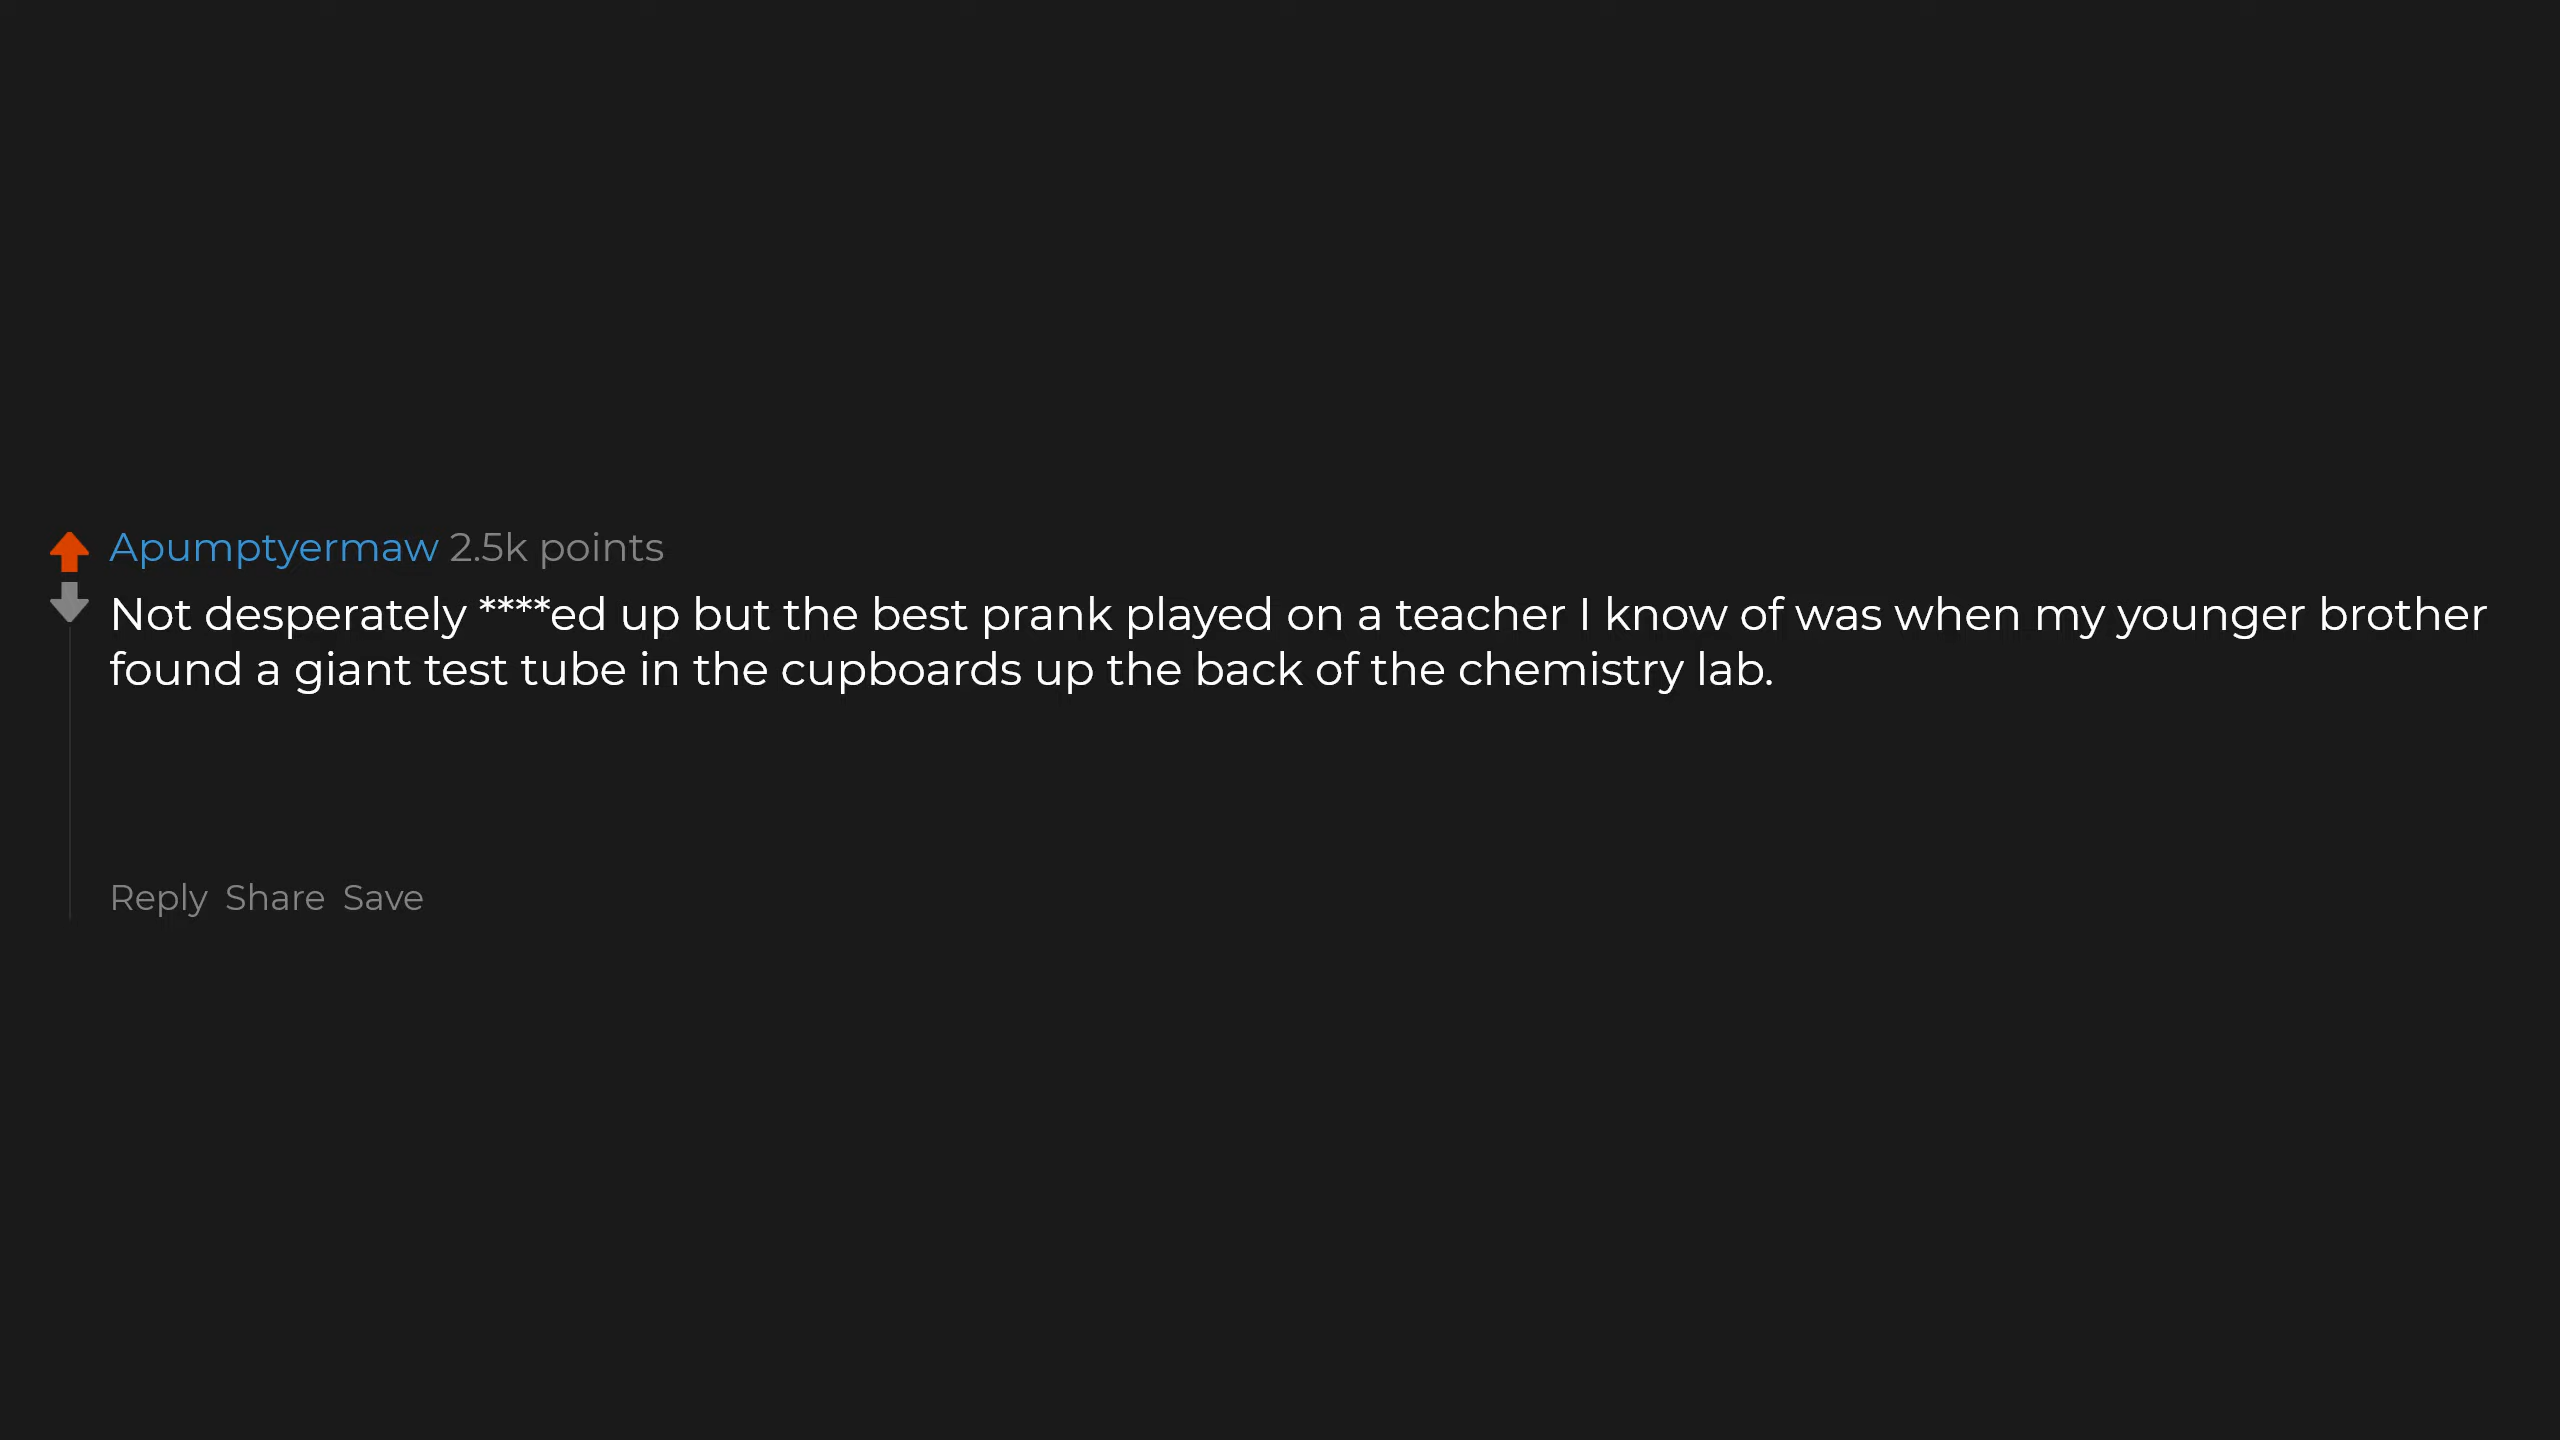 Apumptyermaw 2.5k points
Not desperately ****ed up but the best prank played on a teacher I know of was when my younger brother
found a giant test tube in the cupboards up the back of the chemistry lab.
Reply Share Save